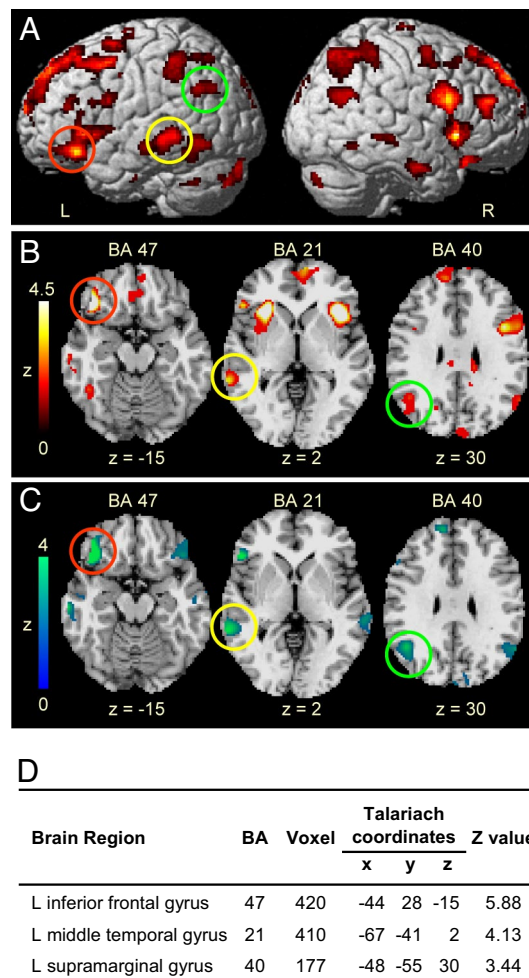 A
L R
B
BA 47 BA 21 BA 40
4.5
z
0
z = -15 z = 2 z = 30
C
BA 47 BA 21 BA 40
4
z
0
z = -15 z = 2 z = 30
D
Talariach
coordinates
Brain Region BA Voxel Z value
x y z
L inferior frontal gyrus 47 420 -44 28 -15 5.88
L middle temporal gyrus 21 410 -67 -41 2 4.13
L supramarginal gyrus 40 177 -48 -55 30 3.44